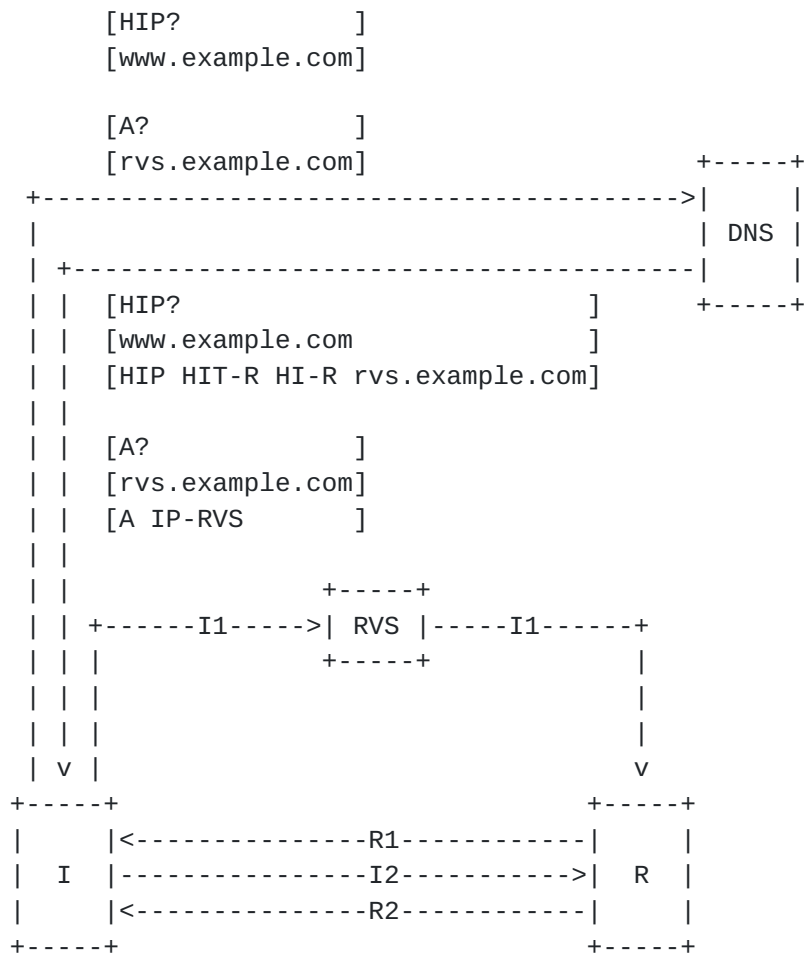 [HIP? ]
[www.example.com]
[A? ]
[rvs.example.com]
DNS
[HIP? ]
[www.example.com ]
[HIP HIT-R HI-R rvs.example.com]
[A? ]
[rvs.example.com]
[A IP-RVS ]
I1 RVS I1
R1
I I2 R
R2